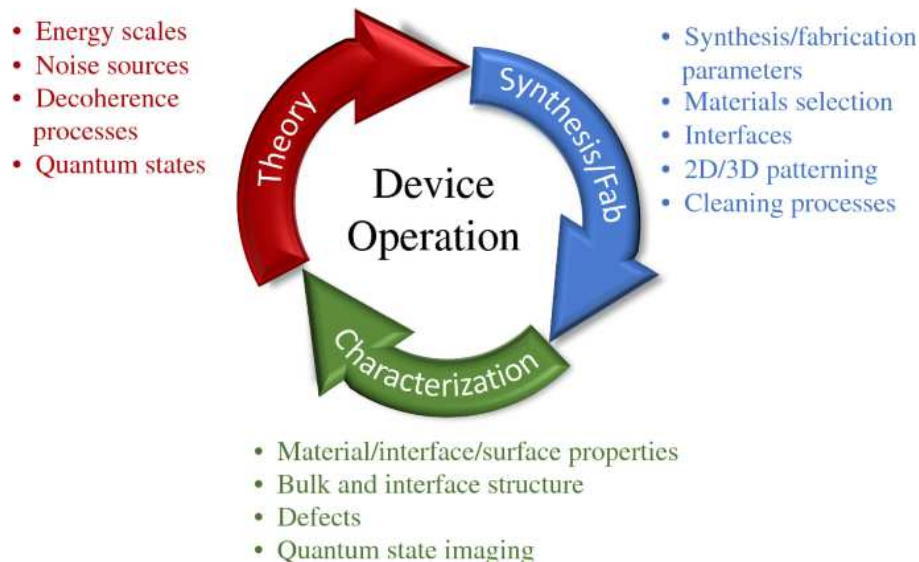 • Energy scales
• Noise sources
• Decoherence
processes
• Quantum states
Theory
Synthesis/Fab
• Synthesis/fabrication
parameters
• Materials selection
• Interfaces
• 2D/3D patterning
• Cleaning processes
Device
Operation
Characterization
• Material/interface/surface properties
• Bulk and interface structure
• Defects
• Quantum state imaging